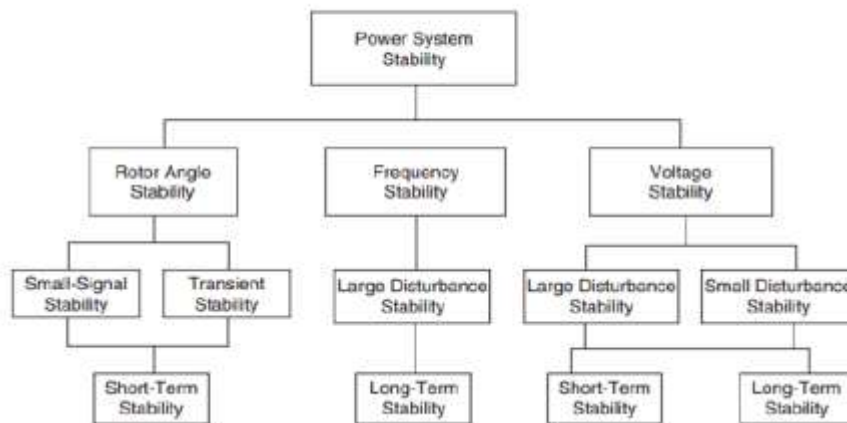 Power System
Stability
Rotor Angle
Stability
Frequency
Stability
Voltage
Stability
Small-Signal
Stability
Transient
Stability
Large Disturbance
Stability
Large Disturbance
Stability
Small Disturbance
Stability
Short-Term
Stability
Long-Term
Stability
Short-Term
Stability
Long-Term
Stability